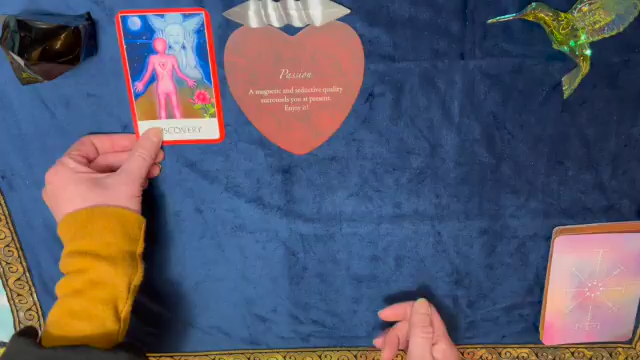 DISCOVERY
Passion
A magnetic and seductive quality
surrounds you at present.
Enjoy it!